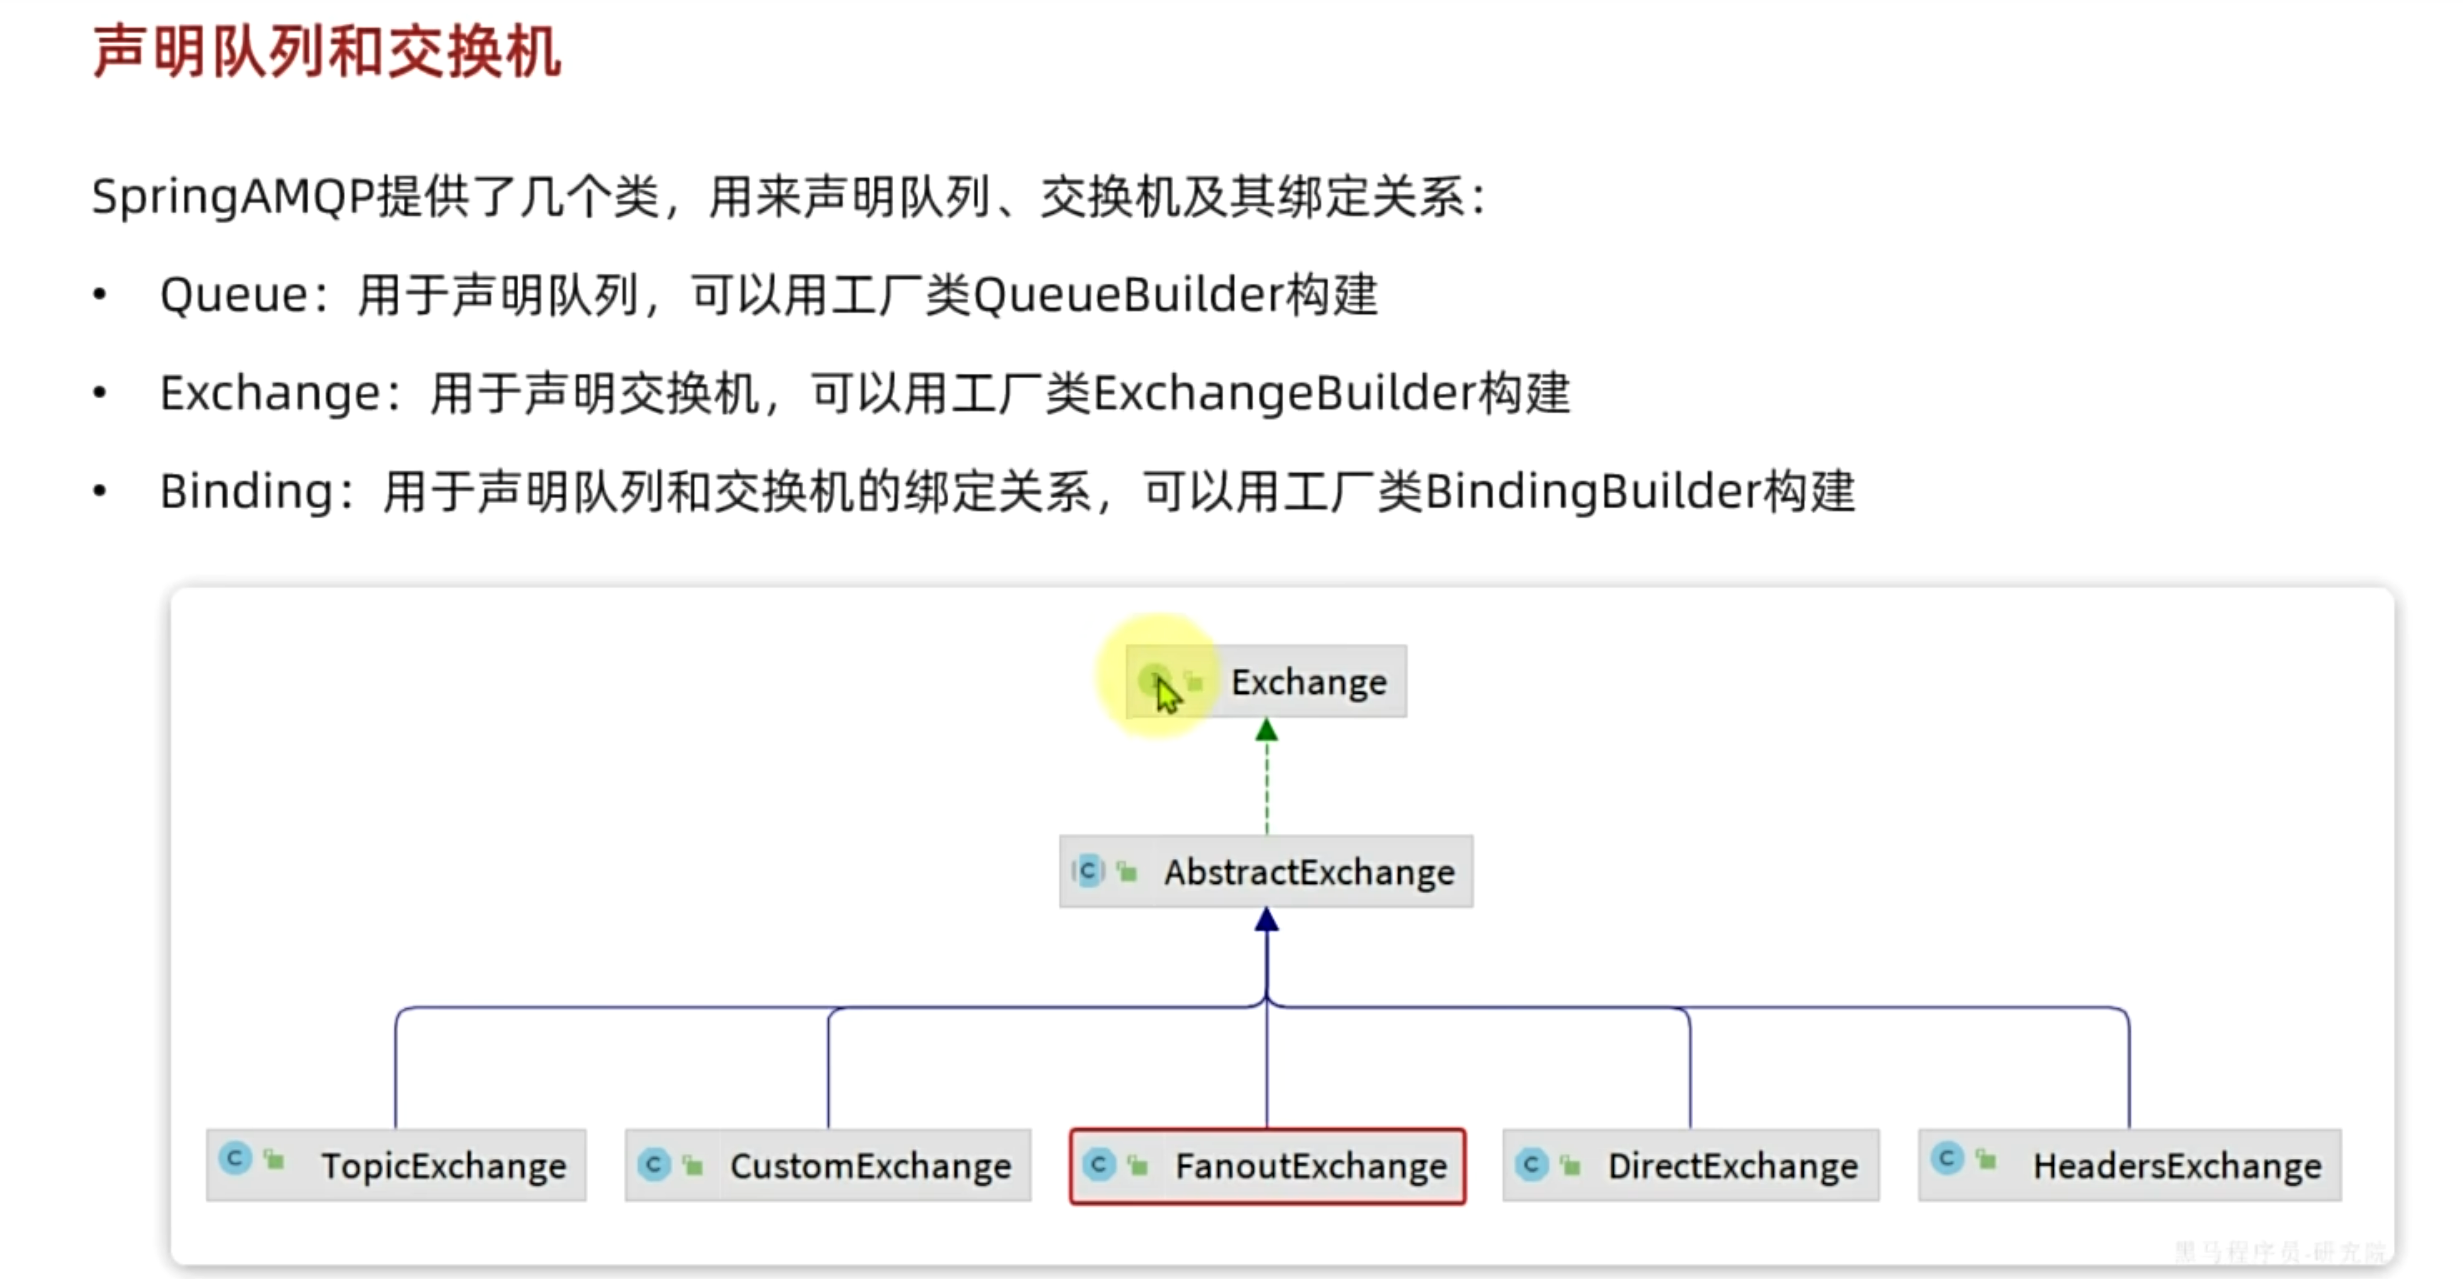 声明队列和交换机
SpringAMQP提供了几个类，用来声明队列、交换机及其绑定关系：
• Queue：用于声明队列，可以用工厂类QueueBuilder构建
• Exchange：用于声明交换机，可以用工厂类ExchangeBuilder构建
• Binding：用于声明队列和交换机的绑定关系，可以用工厂类BindingBuilder构建
Exchange
C AbstractExchange
C TopicExchange
C CustomExchange
C FanoutExchange
C DirectExchange
C HeadersExchange
黑马程序员-研究院